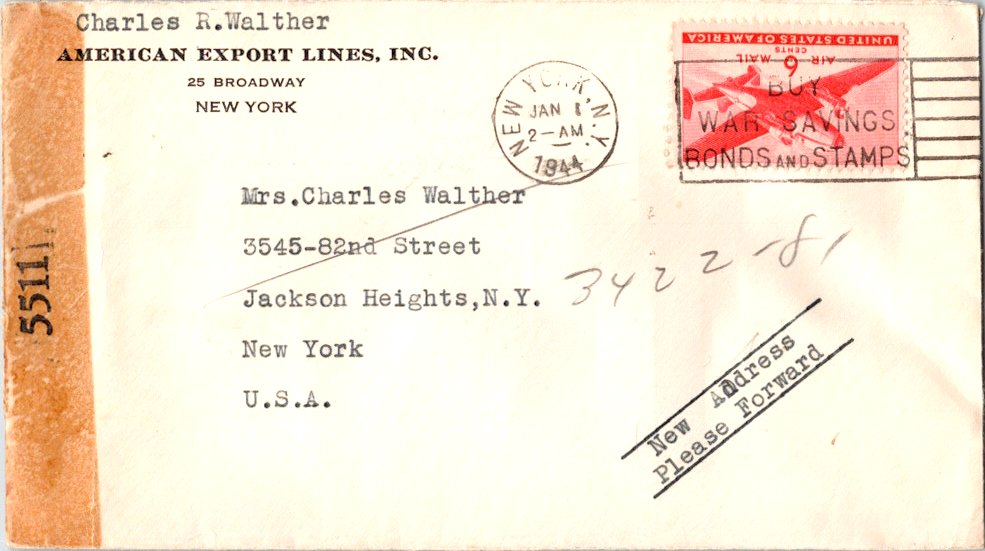 Charles R.Walther
AMERICAN EXPORT LINES, INC.
25 BROADWAY
NEW YORK
NEW YORK, N.Y.
JAN
2-AM
1944
UNITED STATES OF AMERICA
CENTS
AIR 6 MAIL
BUY
WAR SAVINGS
BONDS AND STAMPS
5511
Mrs.Charles Walther
3545-82nd Street
Jackson Heights,N.Y.
New York
U.S.A.
3422-81
New Address
Please Forward